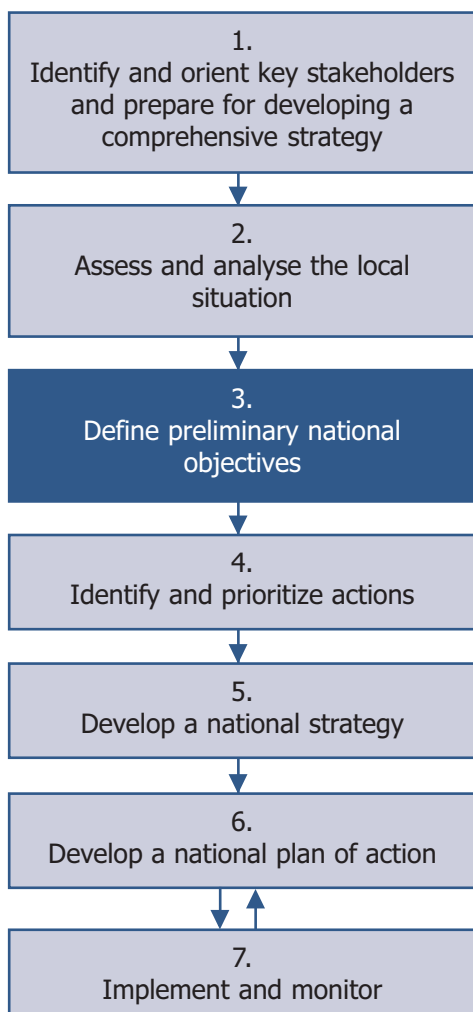 1.
Identify and orient key stakeholders
and prepare for developing a
comprehensive strategy
2.
Assess and analyse the local
situation
3.
Define preliminary national
objectives
4.
Identify and prioritize actions
5.
Develop a national strategy
6.
Develop a national plan of action
7.
Implement and monitor